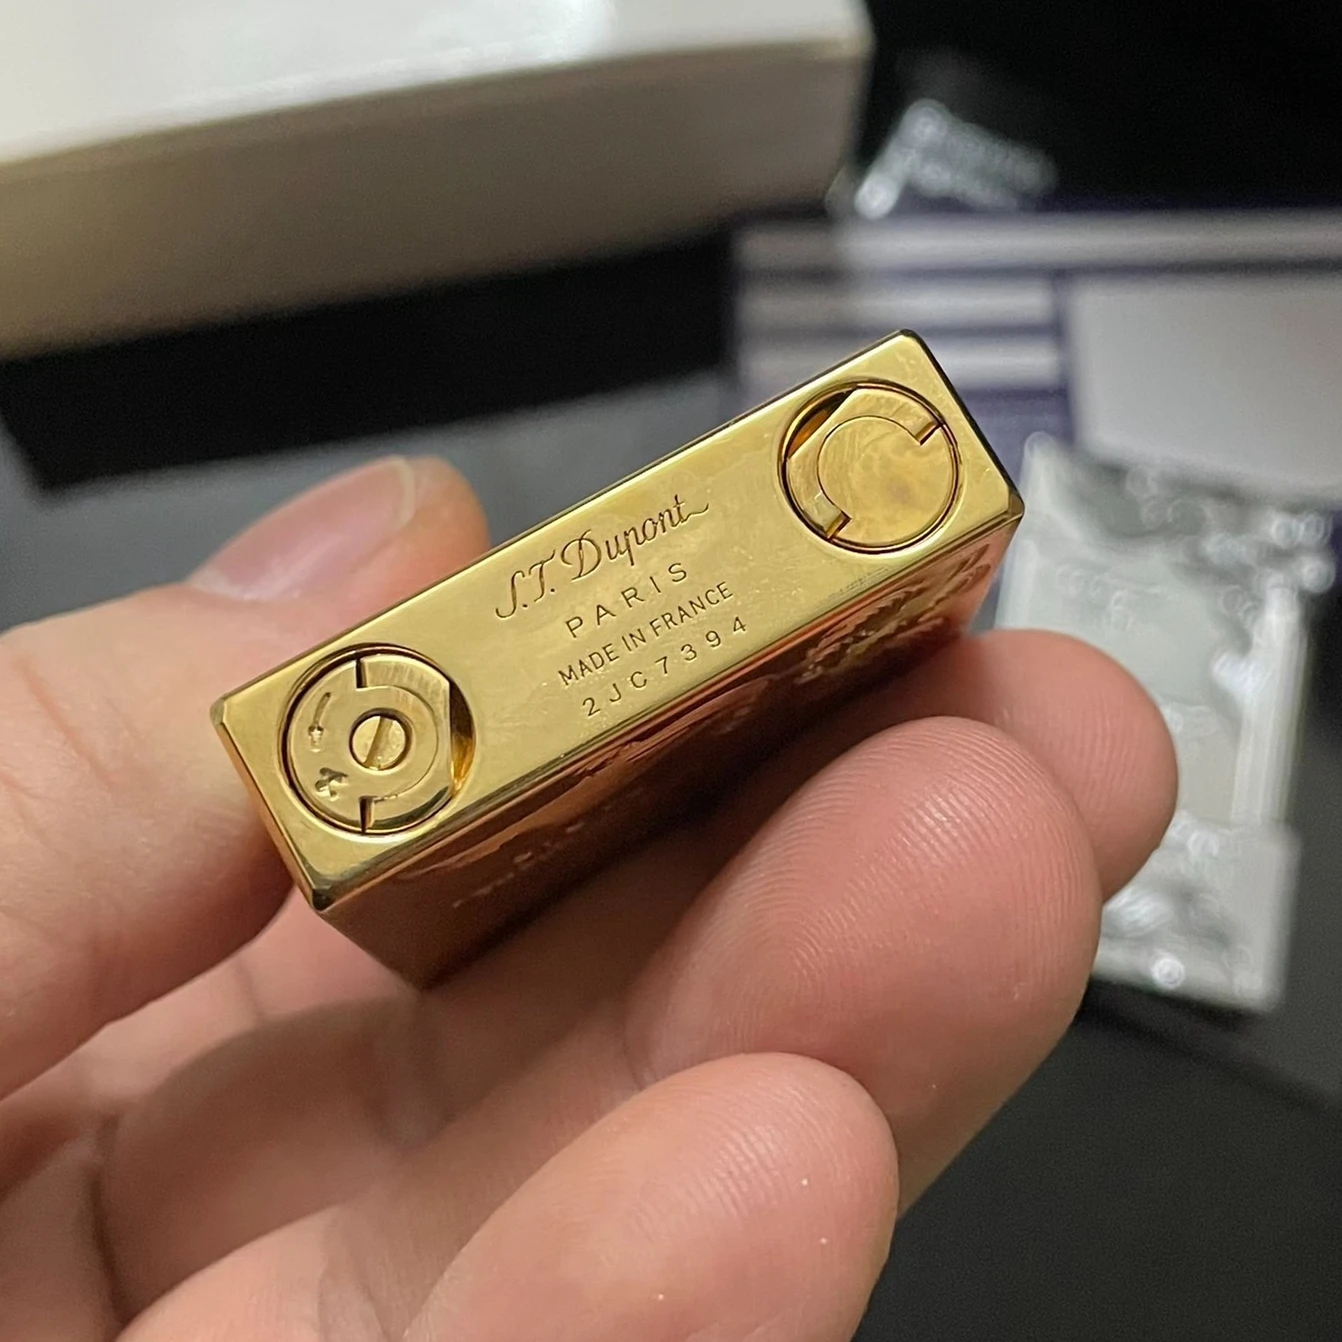 S.T. Dupont
PARIS
MADE IN FRANCE
2JC7394
- +